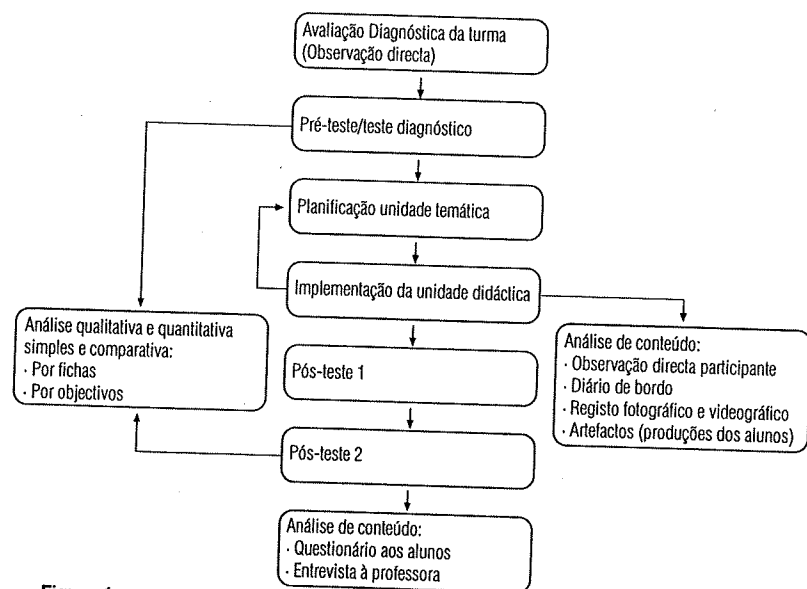 Avaliação Diagnóstica da turma
(Observação directa)
Pré-teste/teste diagnóstico
Planificação unidade temática
Implementação da unidade didáctica
Análise qualitativa e quantitativa
simples e comparativa:
· Por fichas
· Por objectivos
Análise de conteúdo:
· Observação directa participante
· Diário de bordo
· Registo fotográfico e videográfico
· Artefactos (produções dos alunos)
Pós-teste 1
Pós-teste 2
Análise de conteúdo:
· Questionário aos alunos
· Entrevista à professora